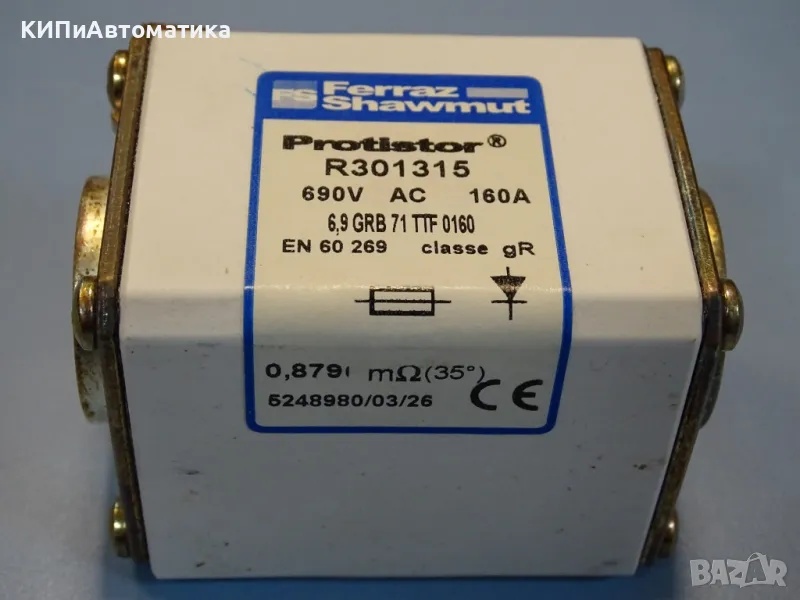 КИПиАвтоматика
FS Ferraz
Shawmut
Protistor®
R301315
690V AC 160A
6,9 GRB 71 TTF 0160
EN 60 269 classe gR
mΩ(35°)
5248980/03/26 CE
BAZAR